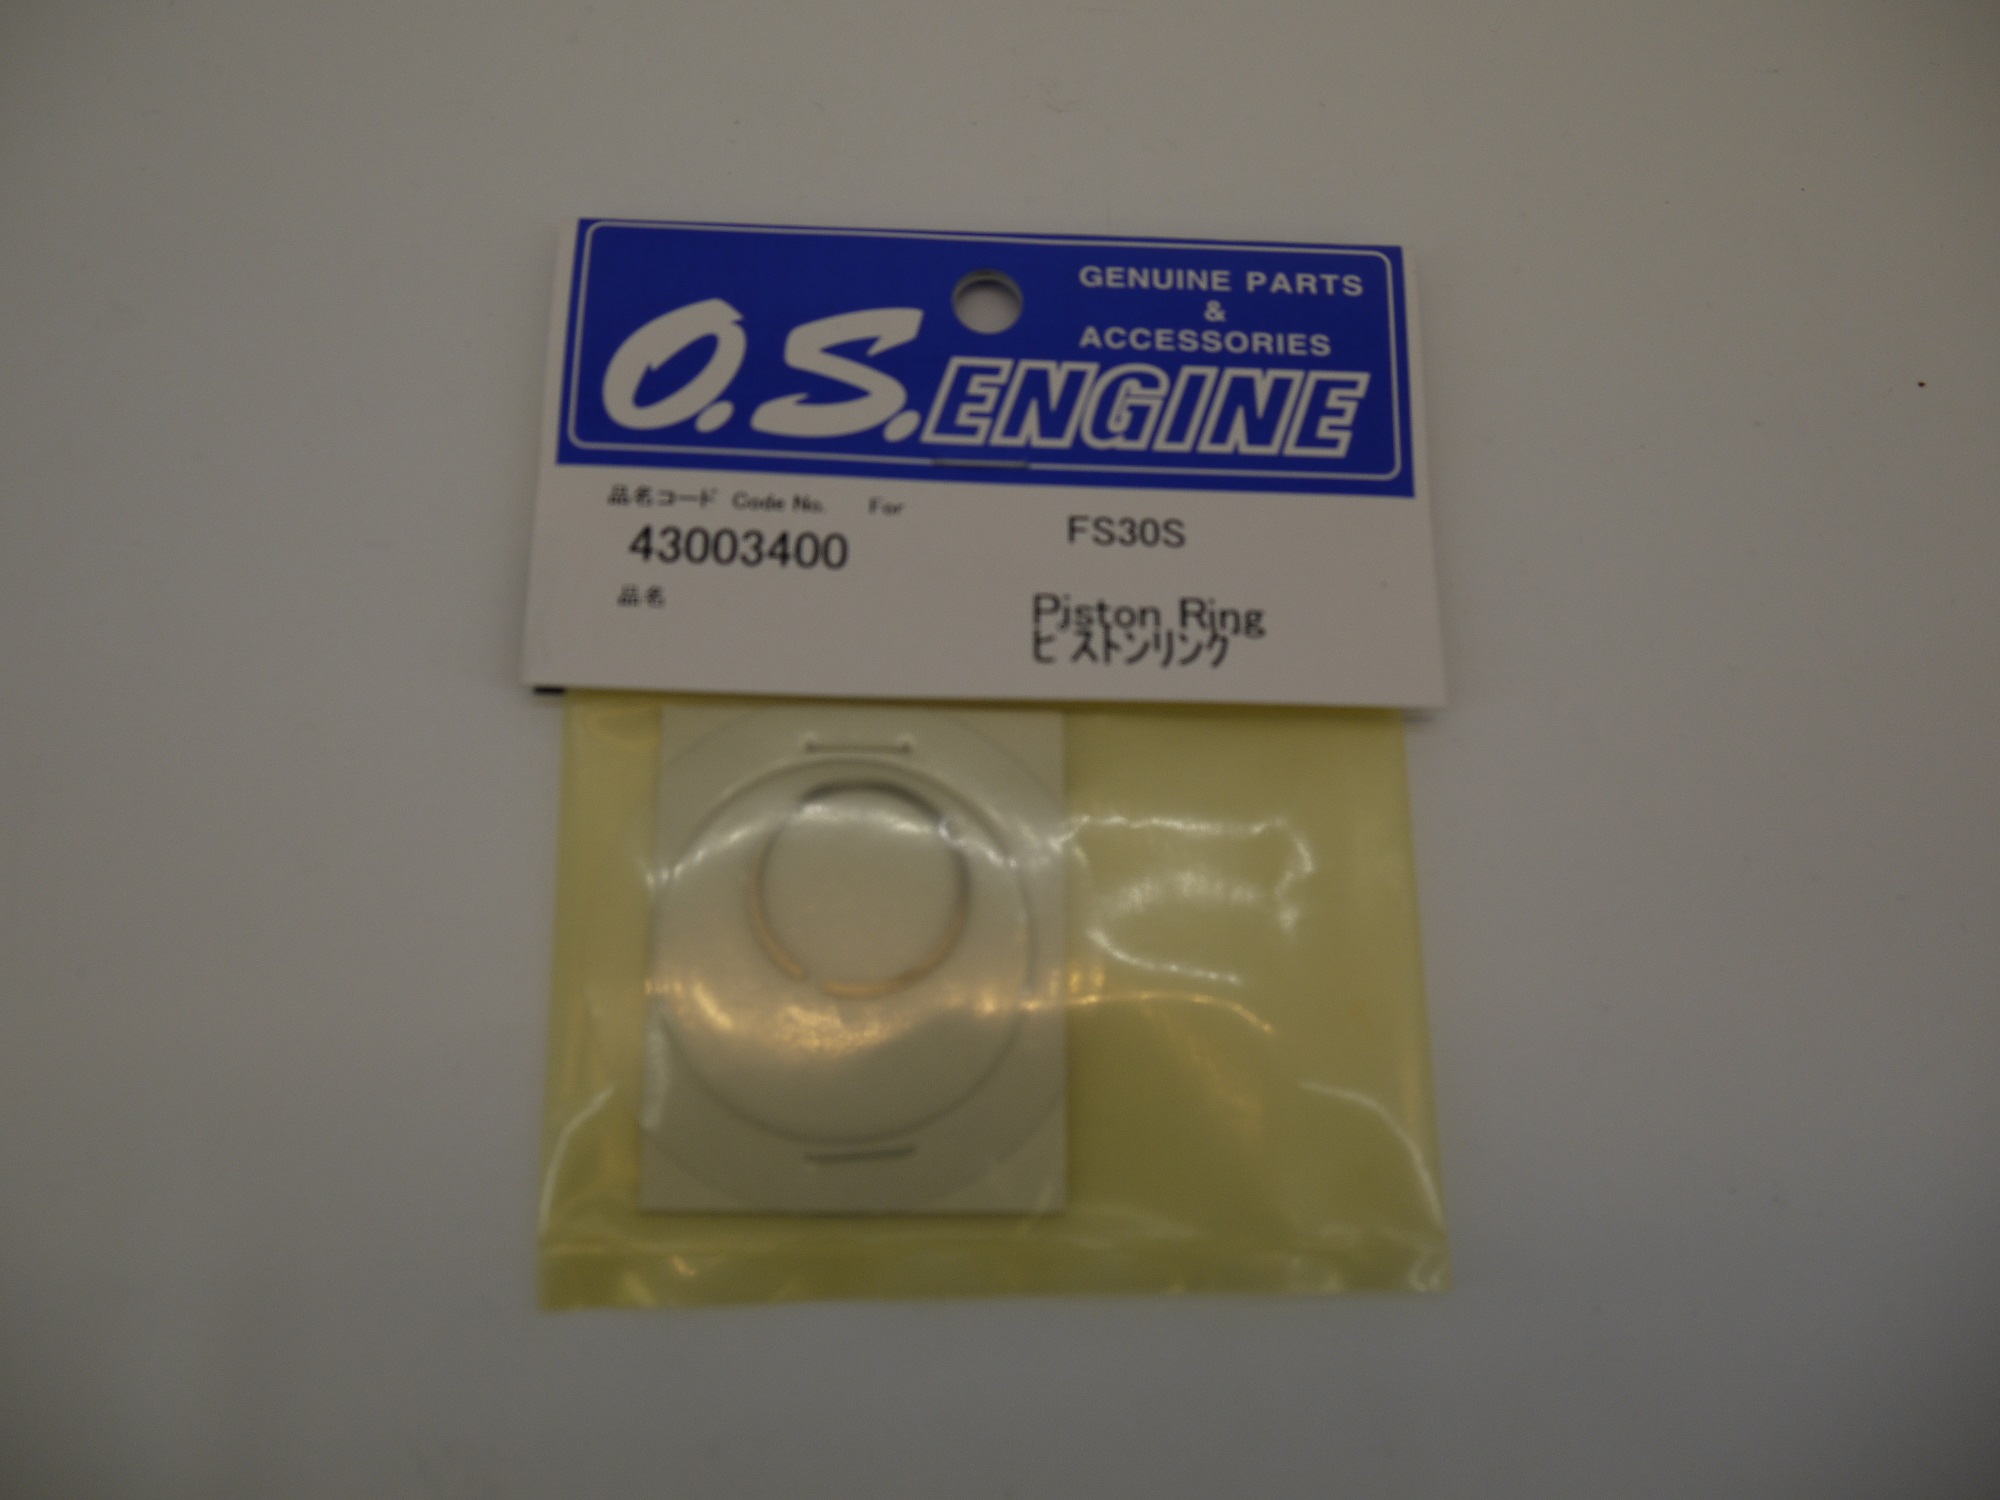 GENUINE PARTS
&
ACCESSORIES
O.S.ENGINE
品名コード Code No. For
43003400
FS30S
品名
Piston Ring
ピストンリング